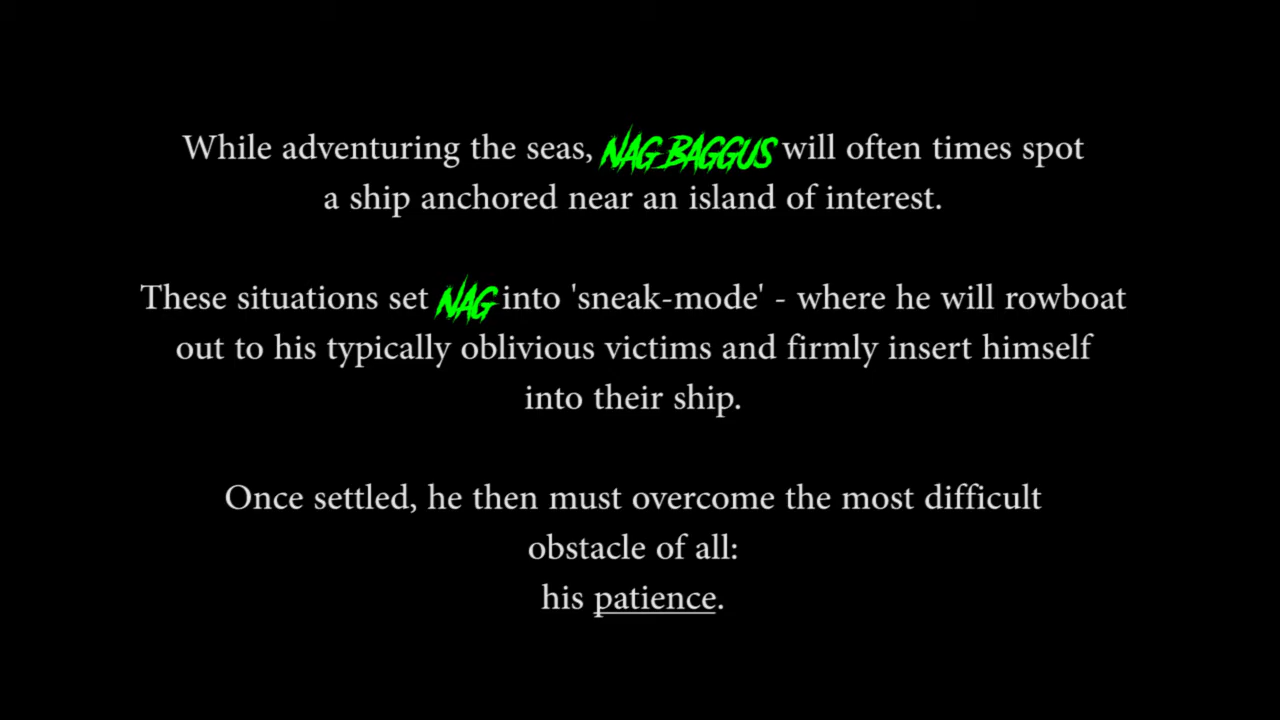 While adventuring the seas, NAG BAGGUS will often times spot
a ship anchored near an island of interest.
These situations set NAG into 'sneak-mode' - where he will rowboat
out to his typically oblivious victims and firmly insert himself
into their ship.
Once settled, he then must overcome the most difficult
obstacle of all:
his patience.